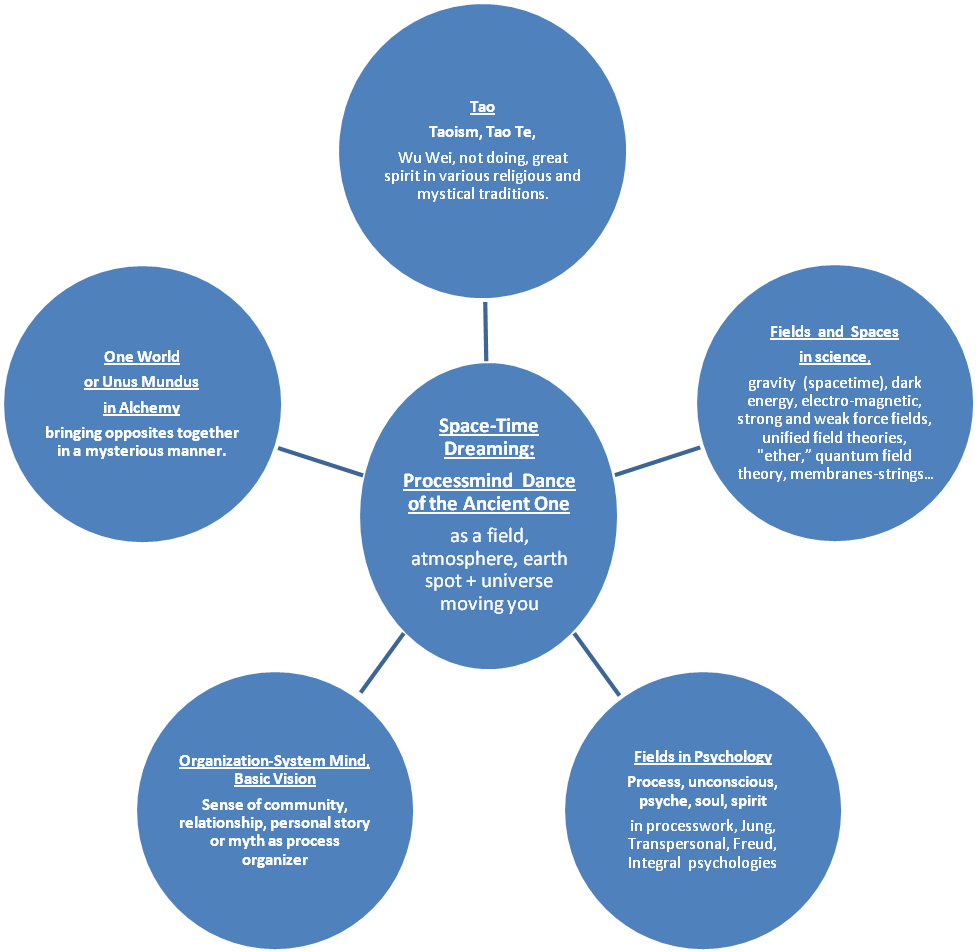 Tao
Taoism, Tao Te,
Wu Wei, not doing, great
spirit in various religious and
mystical traditions.
One World
or Unus Mundus
in Alchemy
bringing opposites together
in a mysterious manner.
Fields and Spaces
in science,
gravity (spacetime), dark
energy, electro-magnetic,
strong and weak force fields,
unified field theories,
"ether,” quantum field
theory, membranes-strings…
Space-Time
Dreaming:
Processmind Dance
of the Ancient One
as a field,
atmosphere, earth
spot + universe
moving you
Organization-System Mind,
Basic Vision
Sense of community,
relationship, personal story
or myth as process
organizer
Fields in Psychology
Process, unconscious,
psyche, soul, spirit
in processwork, Jung,
Transpersonal, Freud,
Integral psychologies